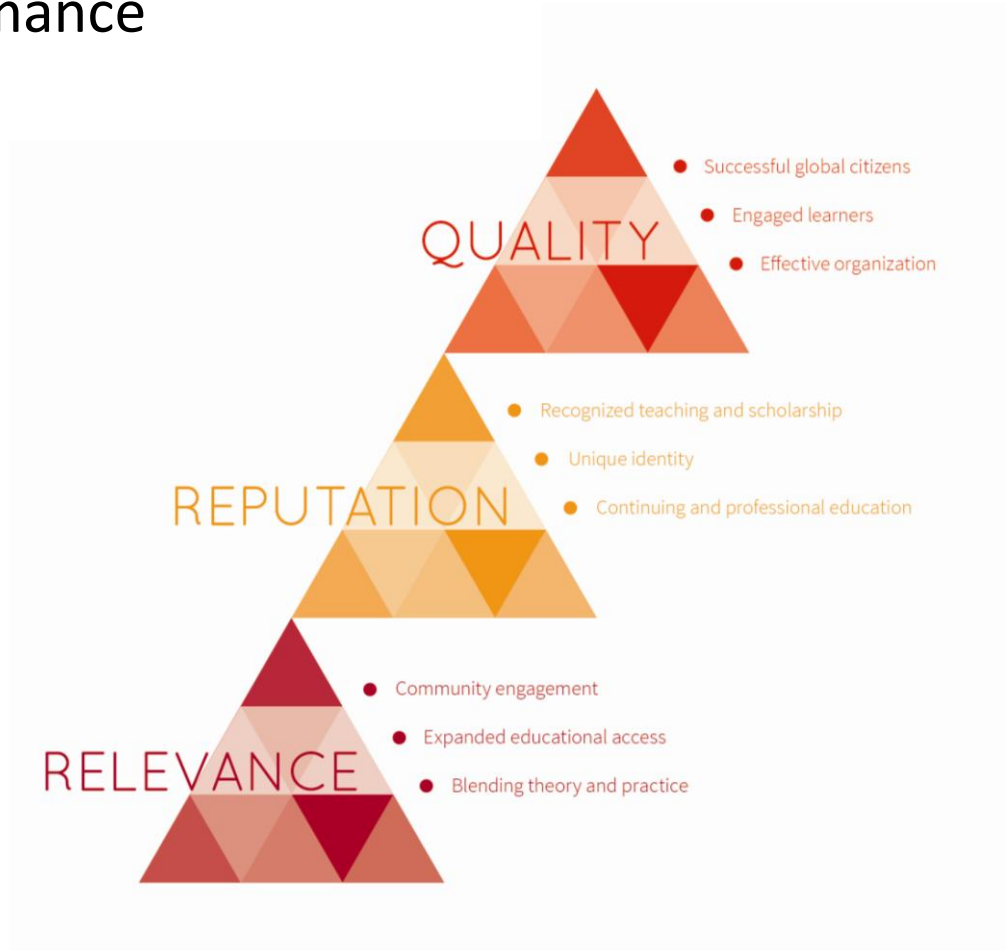 QUALITY
Successful global citizens
Engaged learners
Effective organization
REPUTATION
Recognized teaching and scholarship
Unique identity
Continuing and professional education
RELEVANCE
Community engagement
Expanded educational access
Blending theory and practice